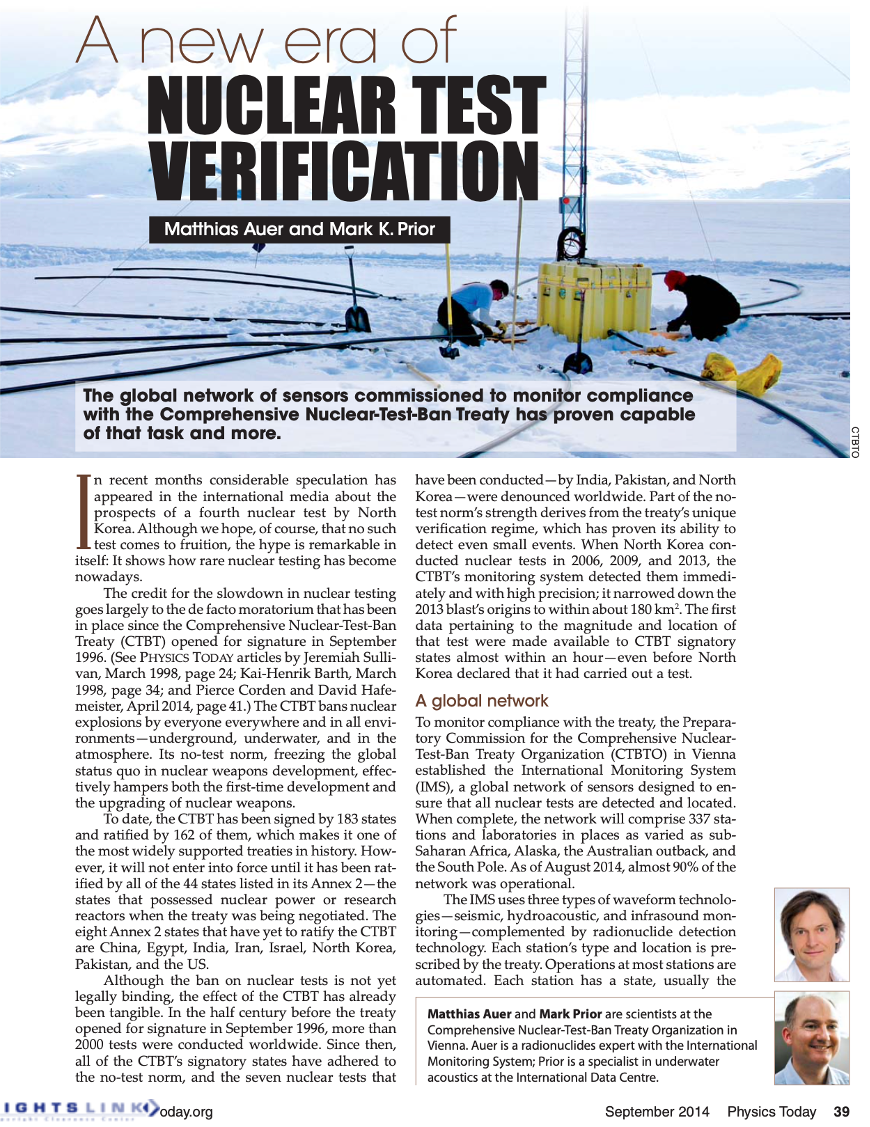 A new era of
NUCLEAR TEST
VERIFICATION
Matthias Auer and Mark K. Prior
The global network of sensors commissioned to monitor compliance
with the Comprehensive Nuclear-Test-Ban Treaty has proven capable
of that task and more.
CTBTO
In recent months considerable speculation has
appeared in the international media about the
prospects of a fourth nuclear test by North
Korea. Although we hope, of course, that no such
test comes to fruition, the hype is remarkable in
itself: It shows how rare nuclear testing has become
nowadays.
The credit for the slowdown in nuclear testing
goes largely to the de facto moratorium that has been
in place since the Comprehensive Nuclear-Test-Ban
Treaty (CTBT) opened for signature in September
1996. (See PHYSICS TODAY articles by Jeremiah Sulli-
van, March 1998, page 24; Kai-Henrik Barth, March
1998, page 34; and Pierce Corden and David Hafe-
meister, April 2014, page 41.) The CTBT bans nuclear
explosions by everyone everywhere and in all envi-
ronments—underground, underwater, and in the
atmosphere. Its no-test norm, freezing the global
status quo in nuclear weapons development, effec-
tively hampers both the first-time development and
the upgrading of nuclear weapons.
To date, the CTBT has been signed by 183 states
and ratified by 162 of them, which makes it one of
the most widely supported treaties in history. How-
ever, it will not enter into force until it has been rat-
ified by all of the 44 states listed in its Annex 2—the
states that possessed nuclear power or research
reactors when the treaty was being negotiated. The
eight Annex 2 states that have yet to ratify the CTBT
are China, Egypt, India, Iran, Israel, North Korea,
Pakistan, and the US.
Although the ban on nuclear tests is not yet
legally binding, the effect of the CTBT has already
been tangible. In the half century before the treaty
opened for signature in September 1996, more than
2000 tests were conducted worldwide. Since then,
all of the CTBT's signatory states have adhered to
the no-test norm, and the seven nuclear tests that
have been conducted—by India, Pakistan, and North
Korea—were denounced worldwide. Part of the no-
test norm's strength derives from the treaty's unique
verification regime, which has proven its ability to
detect even small events. When North Korea con-
ducted nuclear tests in 2006, 2009, and 2013, the
CTBT's monitoring system detected them immedi-
ately and with high precision; it narrowed down the
2013 blast's origins to within about 180 km². The first
data pertaining to the magnitude and location of
that test were made available to CTBT signatory
states almost within an hour—even before North
Korea declared that it had carried out a test.
A global network
To monitor compliance with the treaty, the Prepara-
tory Commission for the Comprehensive Nuclear-
Test-Ban Treaty Organization (CTBTO) in Vienna
established the International Monitoring System
(IMS), a global network of sensors designed to en-
sure that all nuclear tests are detected and located.
When complete, the network will comprise 337 sta-
tions and laboratories in places as varied as sub-
Saharan Africa, Alaska, the Australian outback, and
the South Pole. As of August 2014, almost 90% of the
network was operational.
The IMS uses three types of waveform technolo-
gies—seismic, hydroacoustic, and infrasound mon-
itoring—complemented by radionuclide detection
technology. Each station's type and location is pre-
scribed by the treaty. Operations at most stations are
automated. Each station has a state, usually the
Matthias Auer and Mark Prior are scientists at the
Comprehensive Nuclear-Test-Ban Treaty Organization in
Vienna. Auer is a radionuclides expert with the International
Monitoring System; Prior is a specialist in underwater
acoustics at the International Data Centre.
IGHTSLINK oday.org
September 2014 Physics Today 39